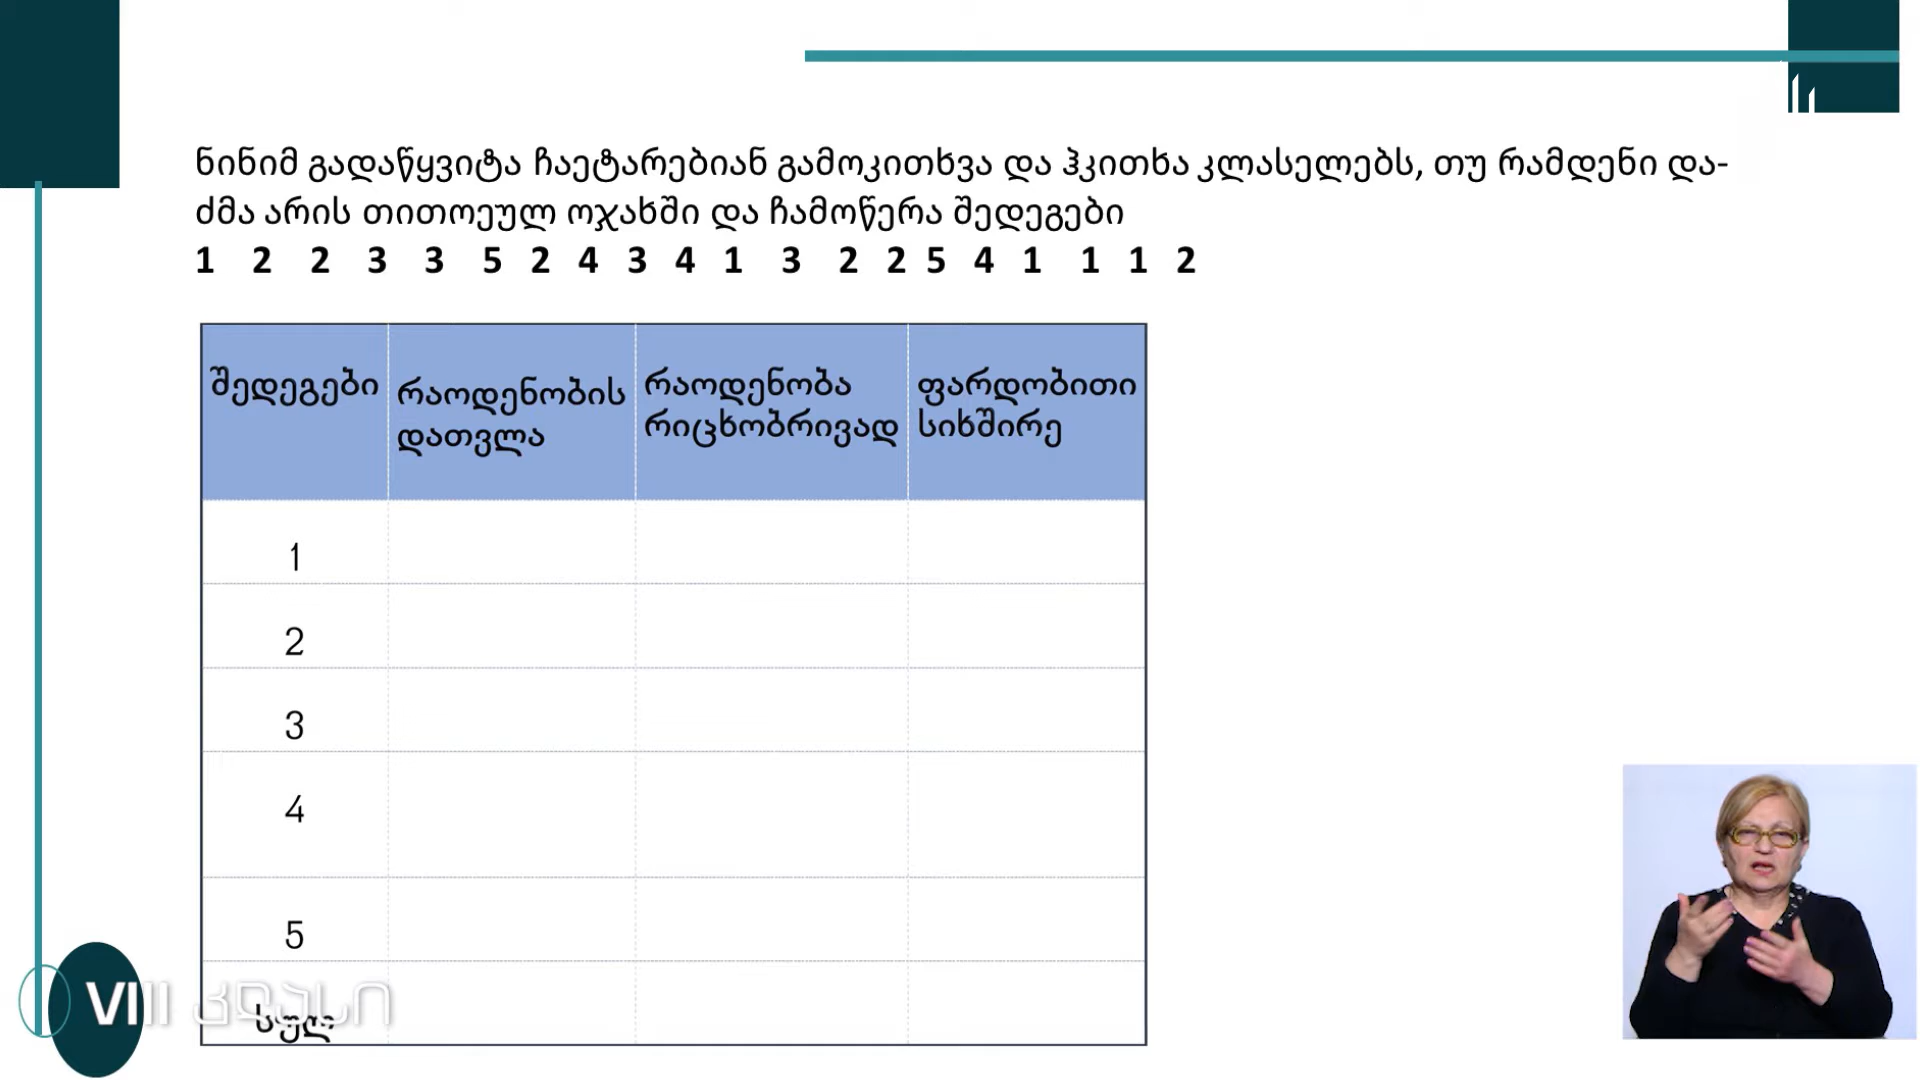 ნინიმ გადაწყვიტა ჩაეტარებიან გამოკითხვა და ჰკითხა კლასელებს, თუ რამდენი და-
ძმა არის თითოეულ ოჯახში და ჩამოწერა შედეგები
1 2 2 3 3 5 2 4 3 4 1 3 2 2 5 4 1 1 1 2
შედეგები რაოდენობის დათვლა რაოდენობა რიცხობრივად ფარდობითი სიხშირე
1
2
3
4
5
სულ
VIII კლასი